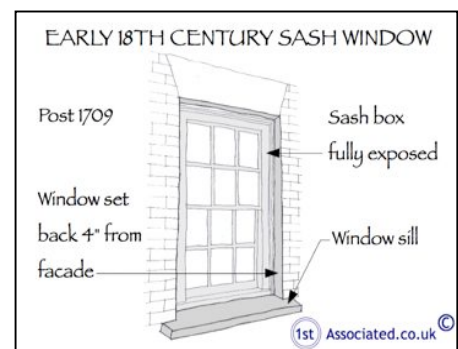 EARLY 18TH CENTURY SASH WINDOW
Post 1709
Sash box
fully exposed
Window set
back 4" from
facade
Window sill
1st Associated.co.uk ©